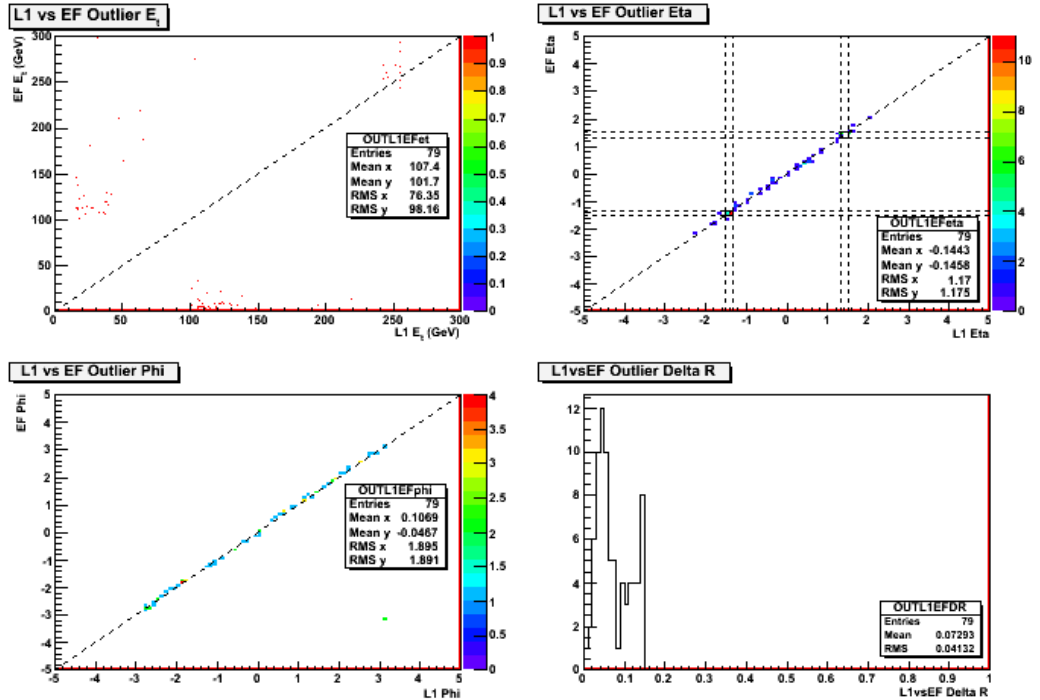 L1 vs EF Outlier E_t
EF E_t (GeV)
300
250
200
150
100
50
0
0 50 100 150 200 250 300
L1 E_t (GeV)
1
0.9
0.8
0.7
0.6
0.5
0.4
0.3
0.2
0.1
0
OUTL1EFet
Entries 79
Mean x 107.4
Mean y 101.7
RMS x 76.35
RMS y 98.16
L1 vs EF Outlier Eta
EF Eta
5
4
3
2
1
0
-1
-2
-3
-4
-5
-5 -4 -3 -2 -1 0 1 2 3 4 5
L1 Eta
10
8
6
4
2
0
OUTL1EFeta
Entries 79
Mean x -0.1443
Mean y -0.1458
RMS x 1.17
RMS y 1.175
L1 vs EF Outlier Phi
EF Phi
5
4
3
2
1
0
-1
-2
-3
-4
-5
-5 -4 -3 -2 -1 0 1 2 3 4 5
L1 Phi
4
3.5
3
2.5
2
1.5
1
0.5
0
OUTL1EFphi
Entries 79
Mean x 0.1069
Mean y -0.0467
RMS x 1.895
RMS y 1.891
L1vsEF Outlier Delta R
12
10
8
6
4
2
0
0 0.1 0.2 0.3 0.4 0.5 0.6 0.7 0.8 0.9 1
L1vsEF Delta R
OUTL1EFDR
Entries 79
Mean 0.07293
RMS 0.04132